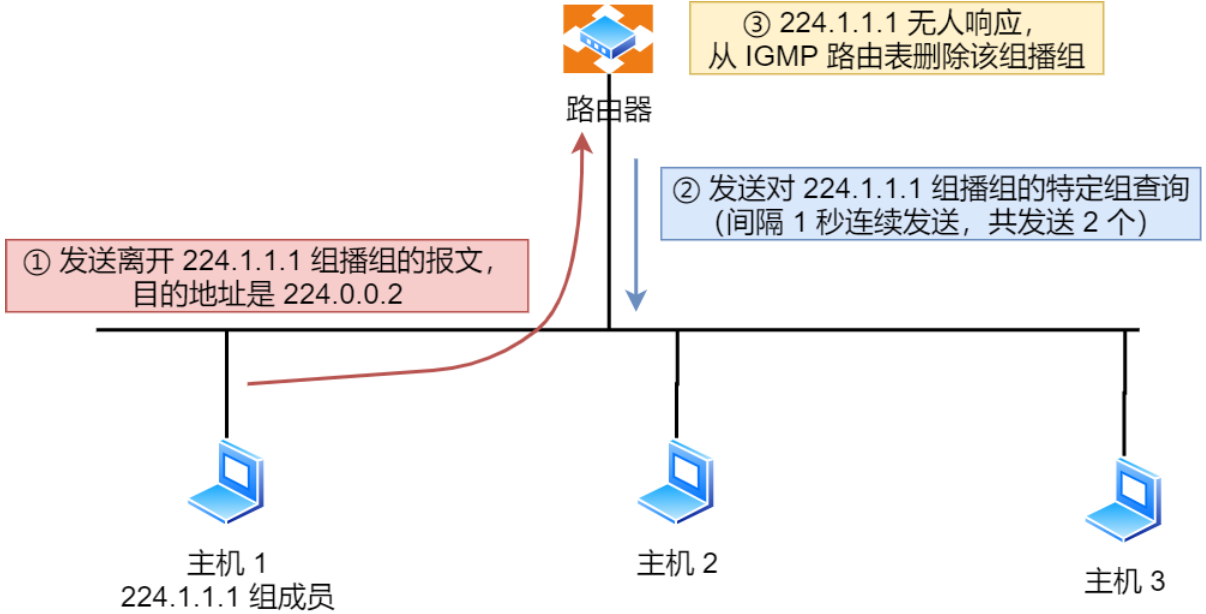 ③ 224.1.1.1 无人响应，
从 IGMP 路由表删除该组播组
路由器
② 发送对 224.1.1.1 组播组的特定组查询
（间隔 1 秒连续发送，共发送 2 个）
① 发送离开 224.1.1.1 组播组的报文，
目的地址是 224.0.0.2
主机 1
224.1.1.1 组成员
主机 2
主机 3